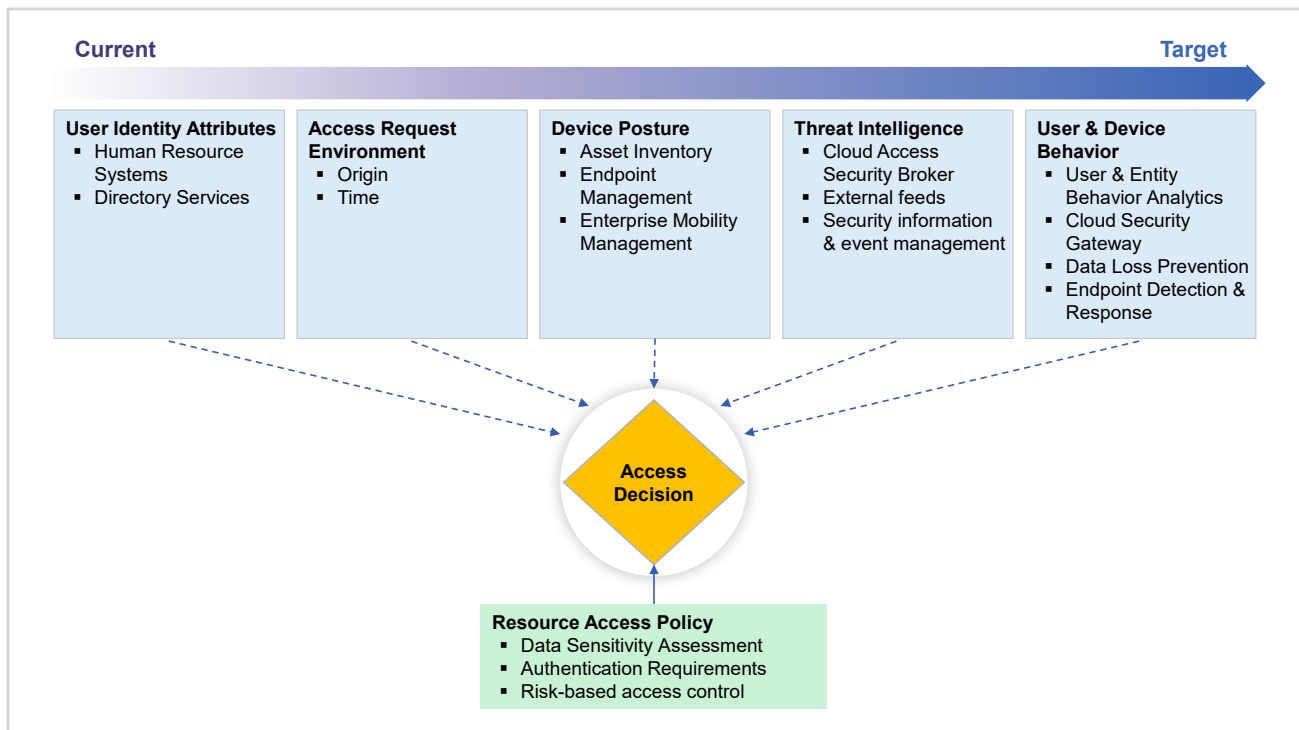 Current
Target
User Identity Attributes
▪ Human Resource
Systems
▪ Directory Services
Access Request
Environment
▪ Origin
▪ Time
Device Posture
▪ Asset Inventory
▪ Endpoint
Management
▪ Enterprise Mobility
Management
Threat Intelligence
▪ Cloud Access
Security Broker
▪ External feeds
▪ Security information
& event management
User & Device
Behavior
▪ User & Entity
Behavior Analytics
▪ Cloud Security
Gateway
▪ Data Loss Prevention
▪ Endpoint Detection &
Response
Access
Decision
Resource Access Policy
▪ Data Sensitivity Assessment
▪ Authentication Requirements
▪ Risk-based access control